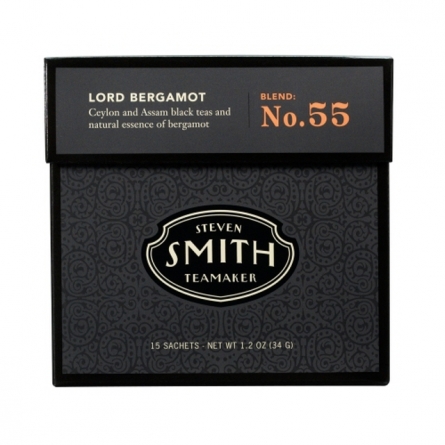 LORD BERGAMOT
Ceylon and Assam black teas and
natural essence of bergamot
BLEND:
No.55
STEVEN
SMITH
TEAMAKER
15 SACHETS · NET WT 1.2 OZ (34 G)